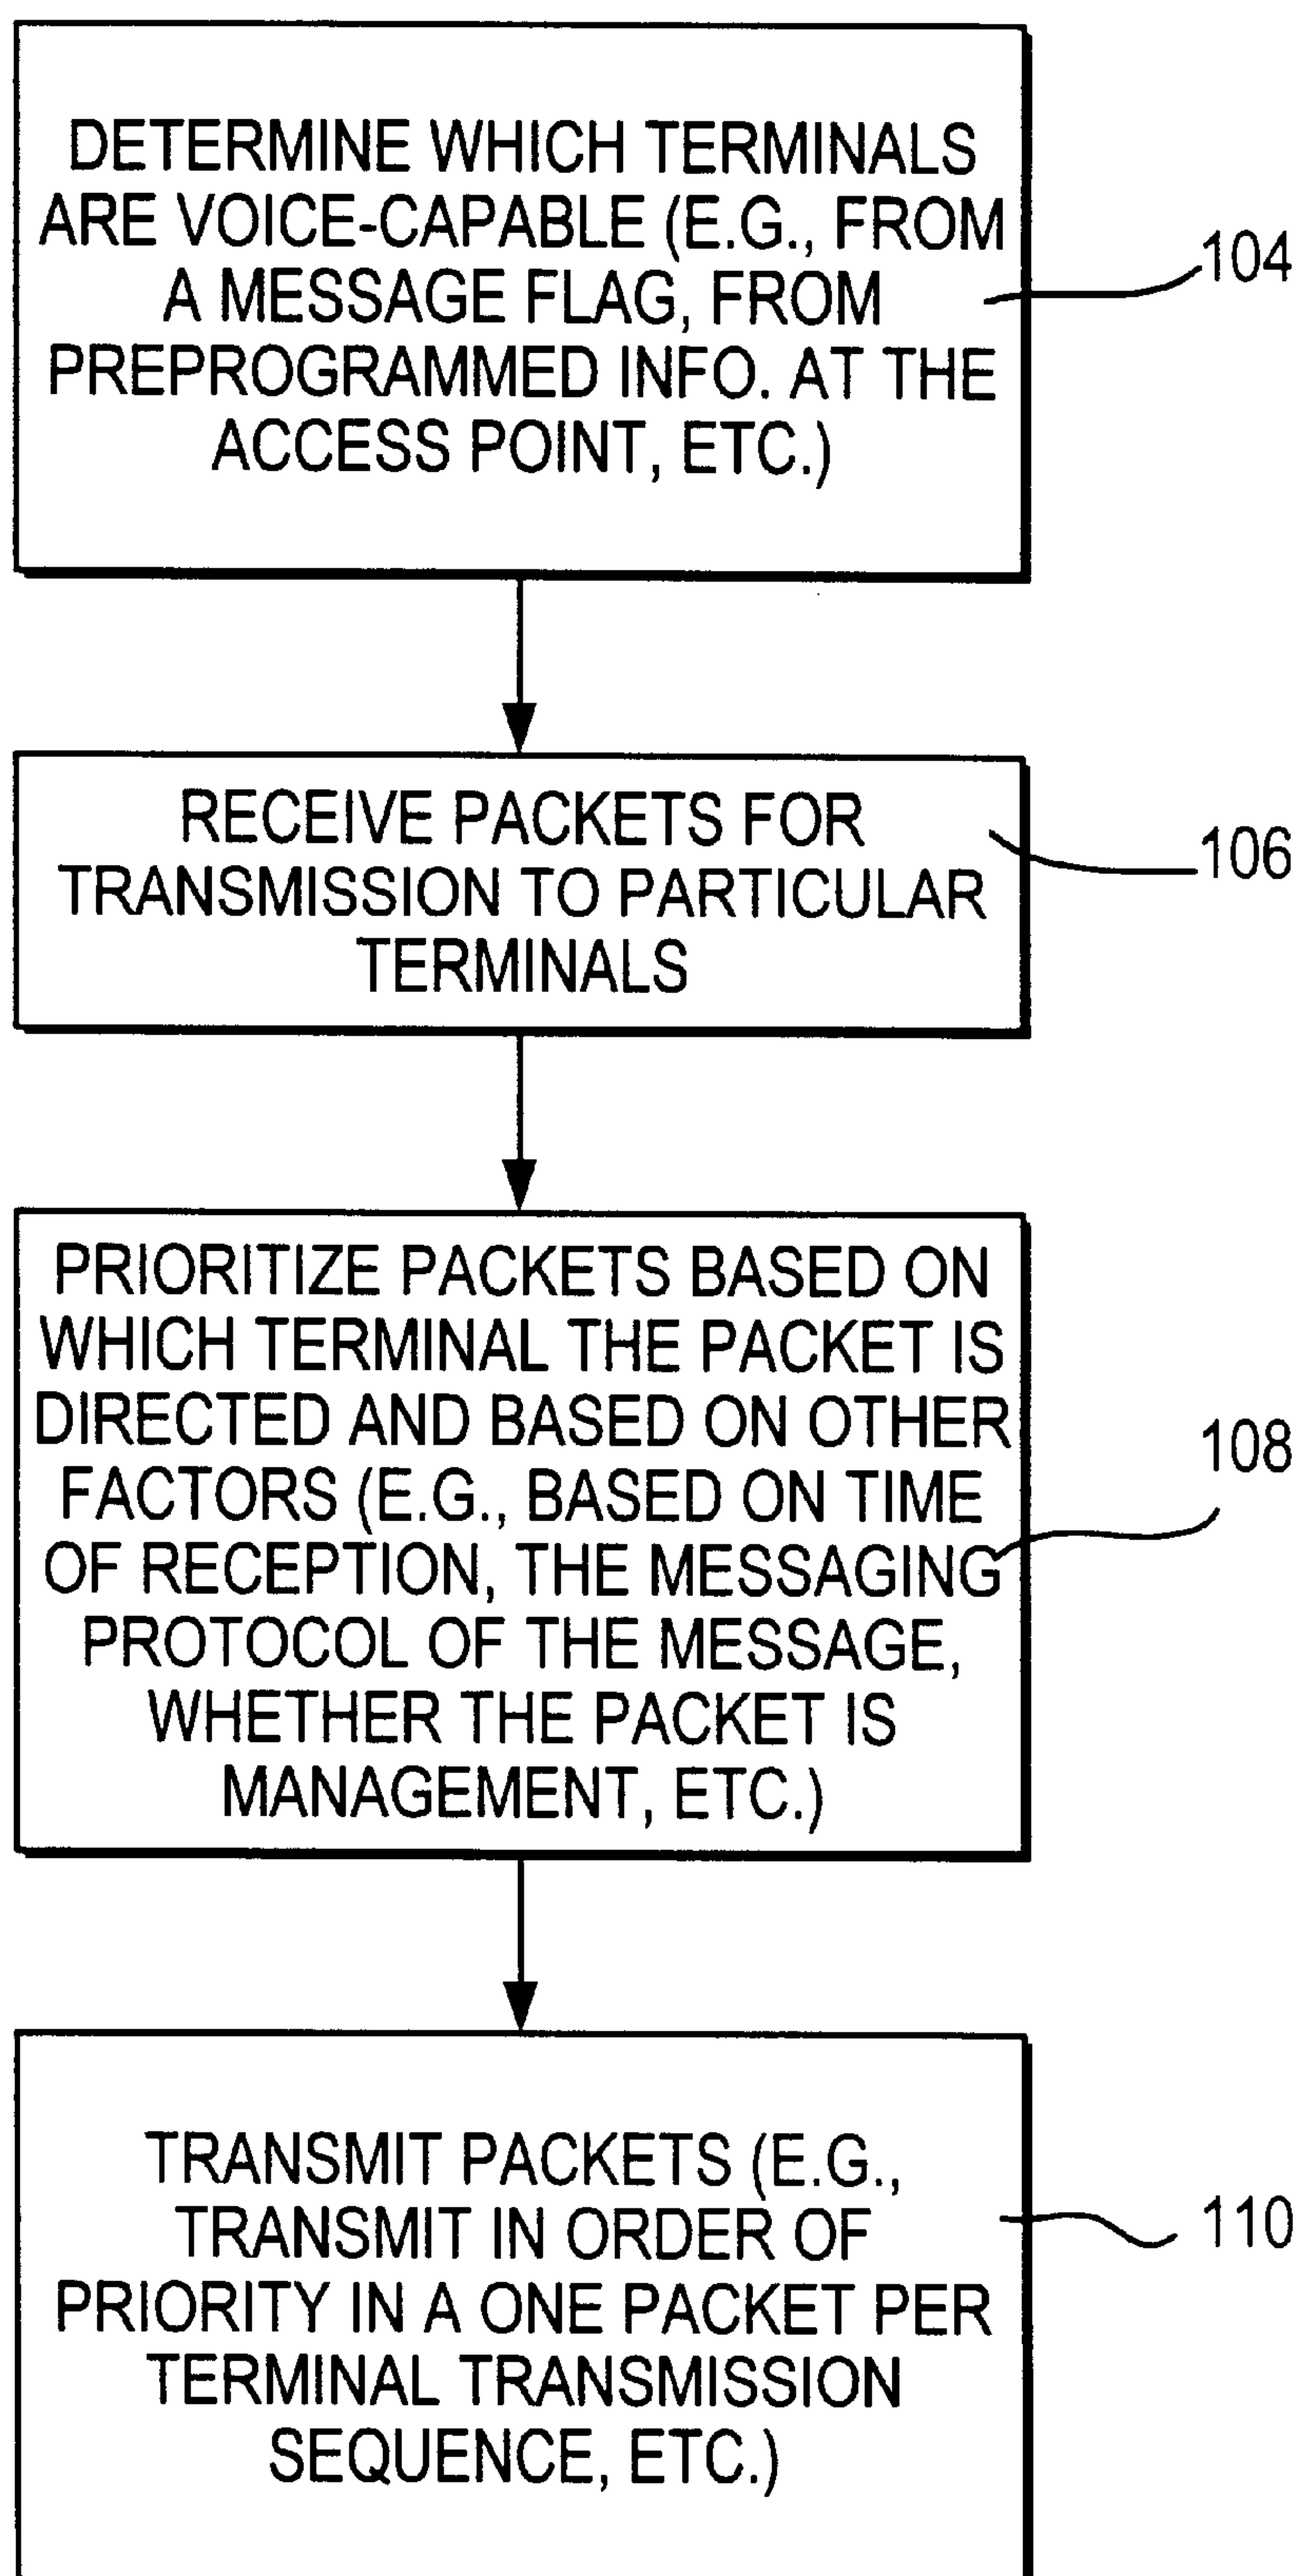 DETERMINE WHICH TERMINALS
ARE VOICE-CAPABLE (E.G., FROM
A MESSAGE FLAG, FROM
PREPROGRAMMED INFO. AT THE
ACCESS POINT, ETC.)
104
RECEIVE PACKETS FOR
TRANSMISSION TO PARTICULAR
TERMINALS
106
PRIORITIZE PACKETS BASED ON
WHICH TERMINAL THE PACKET IS
DIRECTED AND BASED ON OTHER
FACTORS (E.G., BASED ON TIME
OF RECEPTION, THE MESSAGING
PROTOCOL OF THE MESSAGE,
WHETHER THE PACKET IS
MANAGEMENT, ETC.)
108
TRANSMIT PACKETS (E.G.,
TRANSMIT IN ORDER OF
PRIORITY IN A ONE PACKET PER
TERMINAL TRANSMISSION
SEQUENCE, ETC.)
110